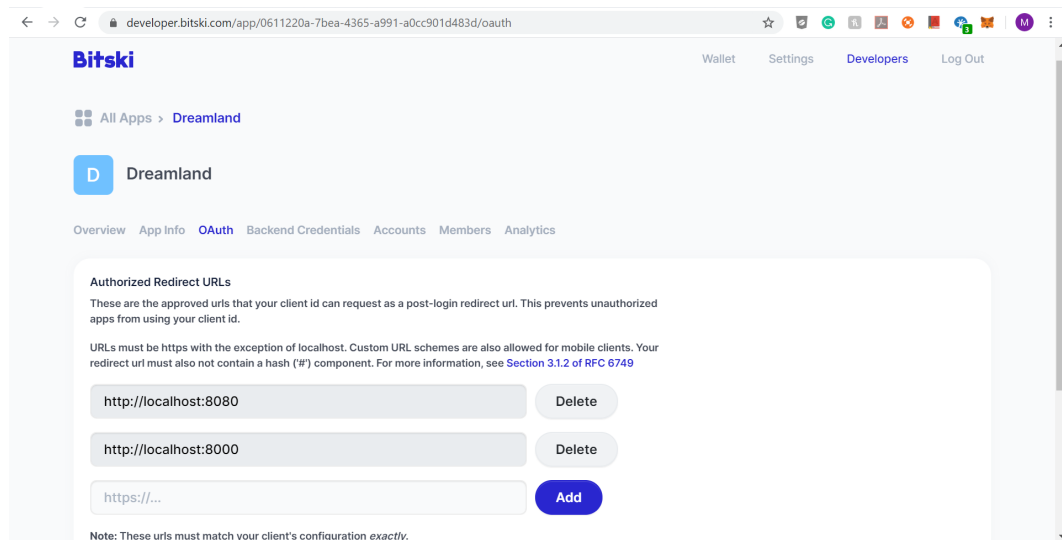 developer.bitski.com/app/0611220a-7bea-4365-a991-a0cc901d483d/oauth
3
M
Bitski
Wallet Settings Developers Log Out
All Apps > Dreamland
D Dreamland
Overview App Info OAuth Backend Credentials Accounts Members Analytics
Authorized Redirect URLs
These are the approved urls that your client id can request as a post-login redirect url. This prevents unauthorized
apps from using your client id.
URLs must be https with the exception of localhost. Custom URL schemes are also allowed for mobile clients. Your
redirect url must also not contain a hash ('#') component. For more information, see Section 3.1.2 of RFC 6749
http://localhost:8080 Delete
http://localhost:8000 Delete
https://... Add
Note: These urls must match your client's configuration exactly.